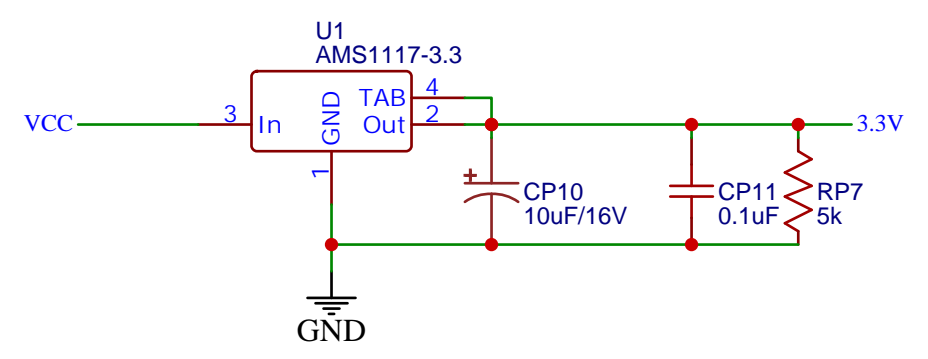 U1
AMS1117-3.3
VCC
3
In
GND
TAB
Out
4
2
1
3.3V
CP10
10uF/16V
CP11
0.1uF
RP7
5k
GND